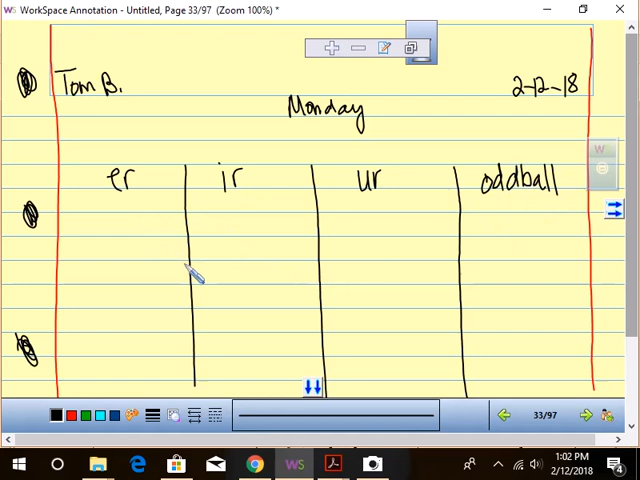 WorkSpace Annotation - Untitled, Page 33/97 (Zoom 100%) *
Tom B.
2-12-18
Monday
er ir ur oddball
33/97
1:02 PM
2/12/2018
4